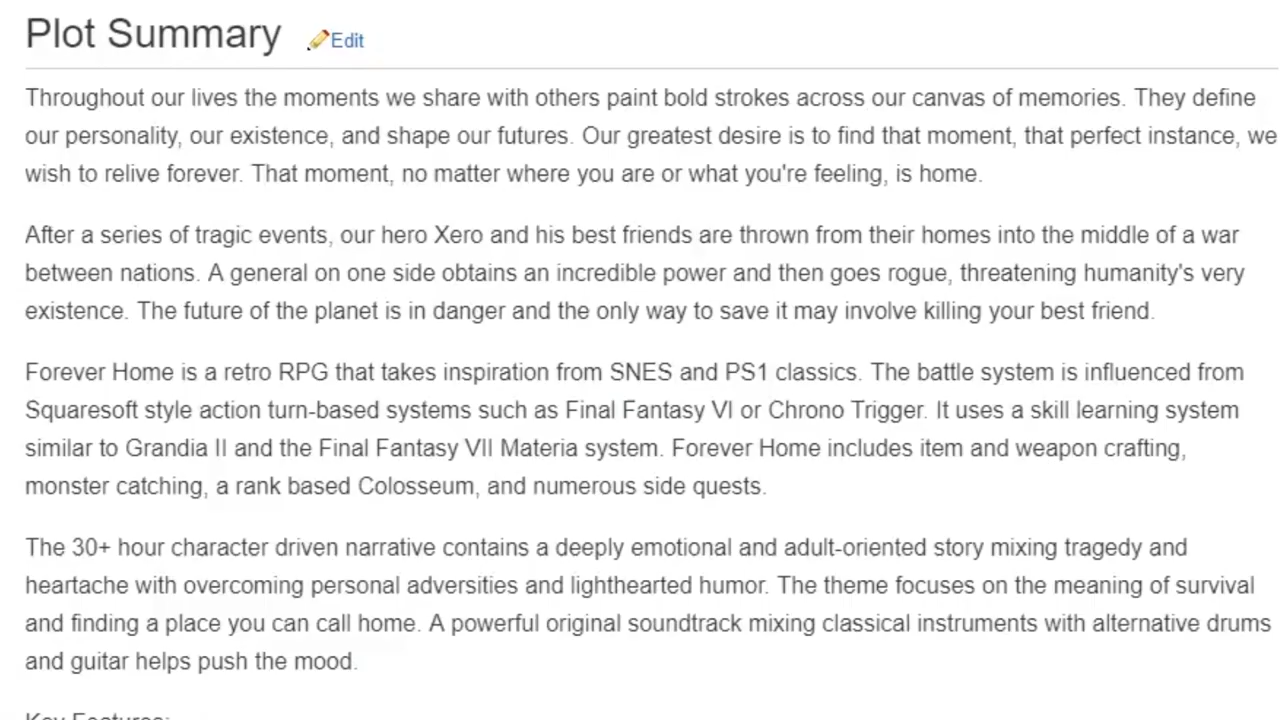 Plot Summary Edit
Throughout our lives the moments we share with others paint bold strokes across our canvas of memories. They define
our personality, our existence, and shape our futures. Our greatest desire is to find that moment, that perfect instance, we
wish to relive forever. That moment, no matter where you are or what you're feeling, is home.
After a series of tragic events, our hero Xero and his best friends are thrown from their homes into the middle of a war
between nations. A general on one side obtains an incredible power and then goes rogue, threatening humanity's very
existence. The future of the planet is in danger and the only way to save it may involve killing your best friend.
Forever Home is a retro RPG that takes inspiration from SNES and PS1 classics. The battle system is influenced from
Squaresoft style action turn-based systems such as Final Fantasy VI or Chrono Trigger. It uses a skill learning system
similar to Grandia II and the Final Fantasy VII Materia system. Forever Home includes item and weapon crafting,
monster catching, a rank based Colosseum, and numerous side quests.
The 30+ hour character driven narrative contains a deeply emotional and adult-oriented story mixing tragedy and
heartache with overcoming personal adversities and lighthearted humor. The theme focuses on the meaning of survival
and finding a place you can call home. A powerful original soundtrack mixing classical instruments with alternative drums
and guitar helps push the mood.
Key Features: